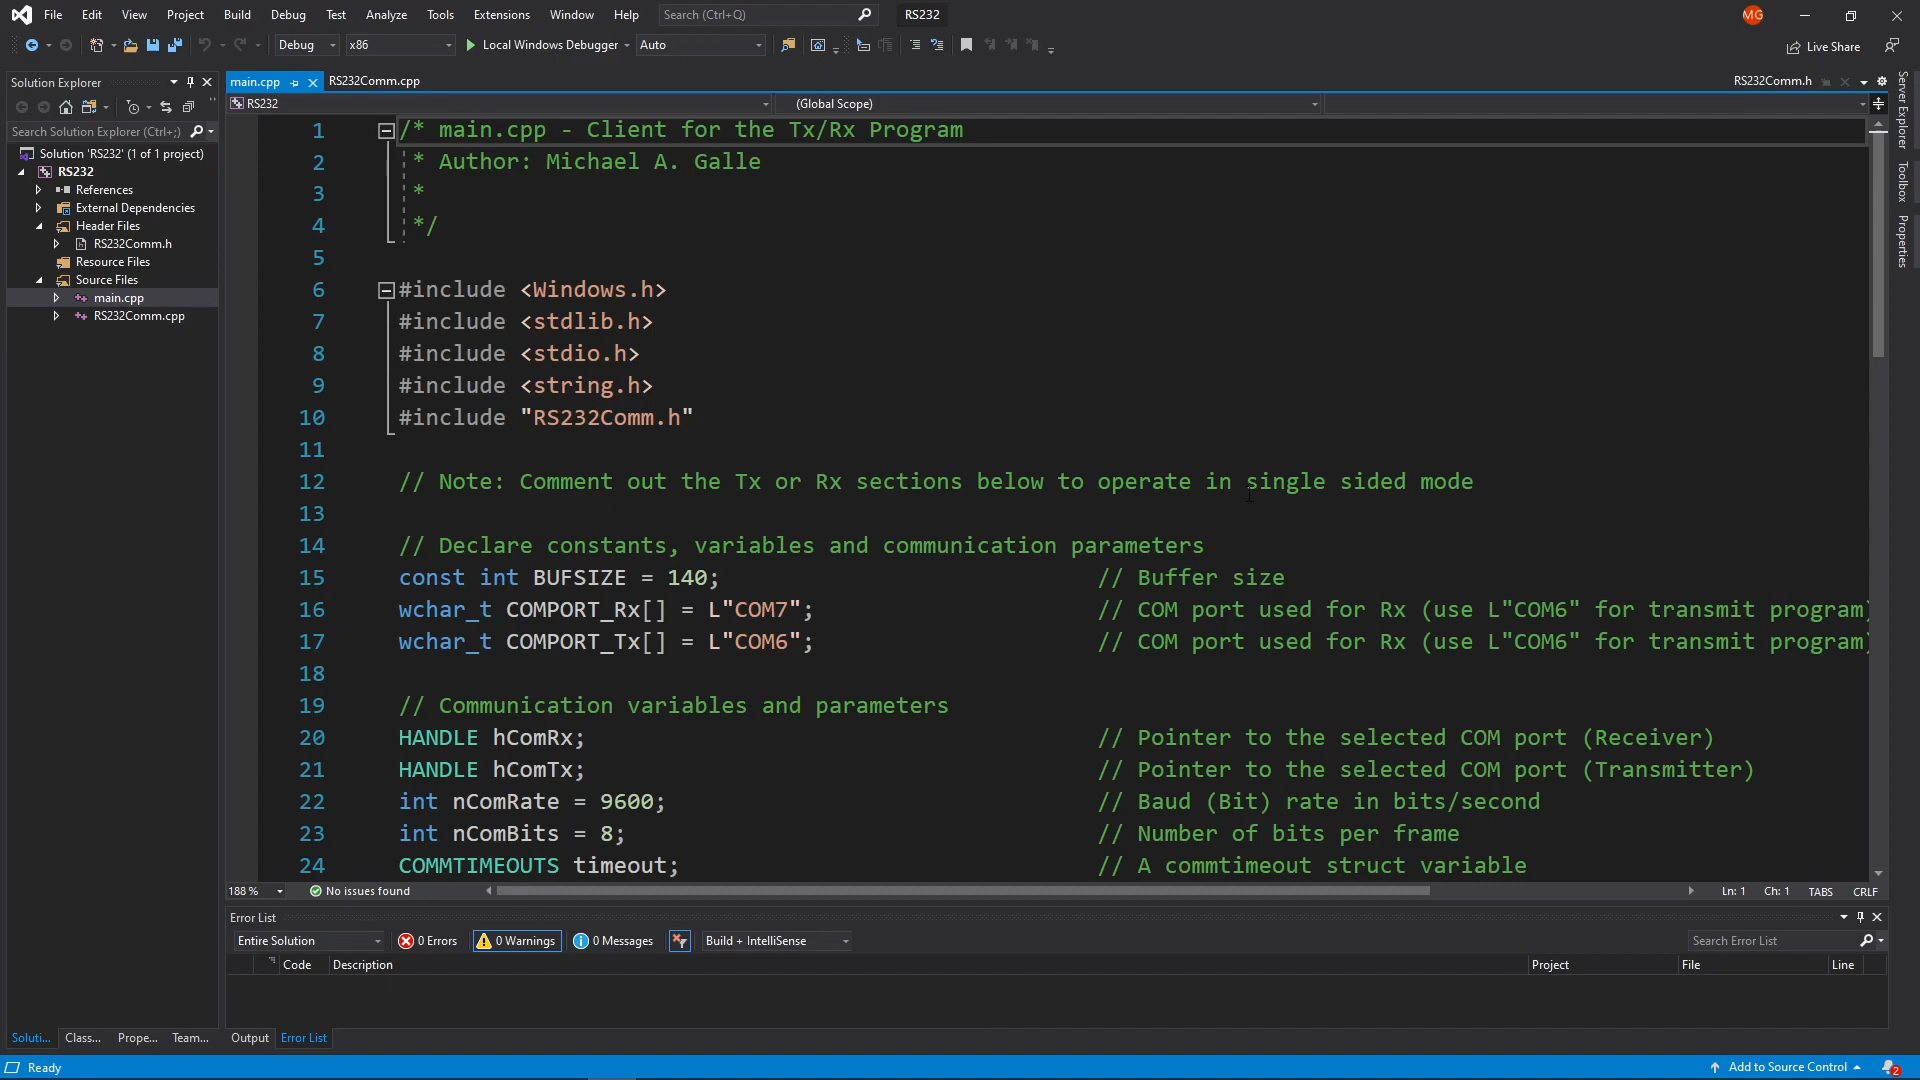 File Edit View Project Build Debug Test Analyze Tools Extensions Window Help Search (Ctrl+Q) RS232 MG
Debug x86 Local Windows Debugger Auto Live Share
Solution Explorer
Search Solution Explorer (Ctrl+;)
Solution 'RS232' (1 of 1 project)
RS232
References
External Dependencies
Header Files
RS232Comm.h
Resource Files
Source Files
main.cpp
RS232Comm.cpp
main.cpp RS232Comm.cpp RS232Comm.h
RS232 (Global Scope)
1 /* main.cpp - Client for the Tx/Rx Program
2 * Author: Michael A. Galle
3 *
4 */
5
6 #include <Windows.h>
7 #include <stdlib.h>
8 #include <stdio.h>
9 #include <string.h>
10 #include "RS232Comm.h"
11
12 // Note: Comment out the Tx or Rx sections below to operate in single sided mode
13
14 // Declare constants, variables and communication parameters
15 const int BUFSIZE = 140; // Buffer size
16 wchar_t COMPORT_Rx[] = L"COM7"; // COM port used for Rx (use L"COM6" for transmit program)
17 wchar_t COMPORT_Tx[] = L"COM6"; // COM port used for Rx (use L"COM6" for transmit program)
18
19 // Communication variables and parameters
20 HANDLE hComRx; // Pointer to the selected COM port (Receiver)
21 HANDLE hComTx; // Pointer to the selected COM port (Transmitter)
22 int nComRate = 9600; // Baud (Bit) rate in bits/second
23 int nComBits = 8; // Number of bits per frame
24 COMMTIMEOUTS timeout; // A commtimeout struct variable
188 % No issues found Ln: 1 Ch: 1 TABS CRLF
Error List
Entire Solution 0 Errors 0 Warnings 0 Messages Build + IntelliSense Search Error List
Code Description Project File Line
Soluti... Class... Prope... Team... Output Error List
Ready Add to Source Control 2
Server Explorer
Toolbox
Properties